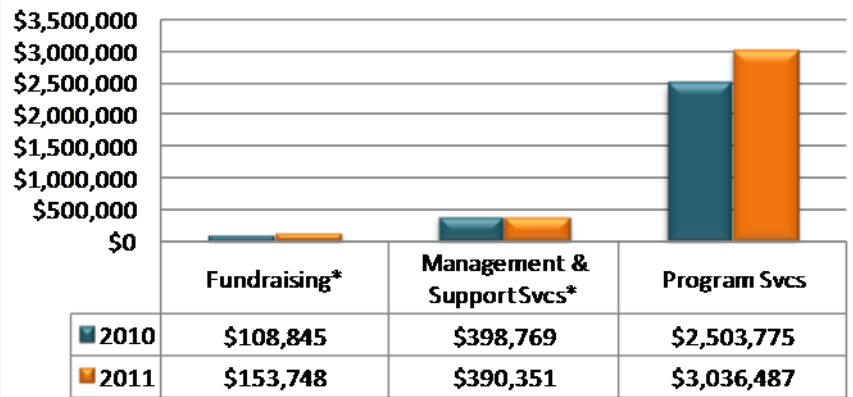 $3,500,000
$3,000,000
$2,500,000
$2,000,000
$1,500,000
$1,000,000
$500,000
$0
Fundraising*
Management &
Support Svcs*
Program Svcs
2010 $108,845 $398,769 $2,503,775
2011 $153,748 $390,351 $3,036,487